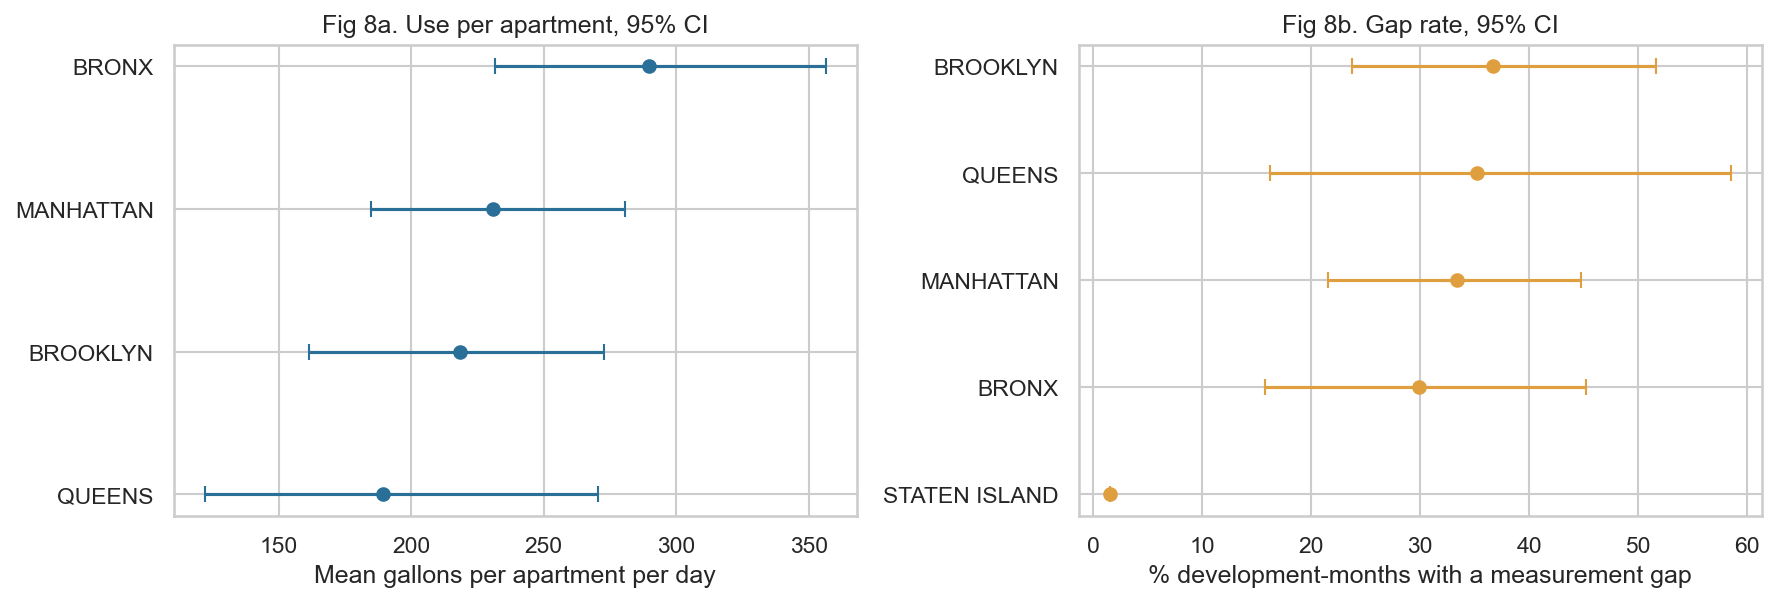 Fig 8a. Use per apartment, 95% CI
BRONX
MANHATTAN
BROOKLYN
QUEENS
150 200 250 300 350
Mean gallons per apartment per day
Fig 8b. Gap rate, 95% CI
BROOKLYN
QUEENS
MANHATTAN
BRONX
STATEN ISLAND
0 10 20 30 40 50 60
% development-months with a measurement gap